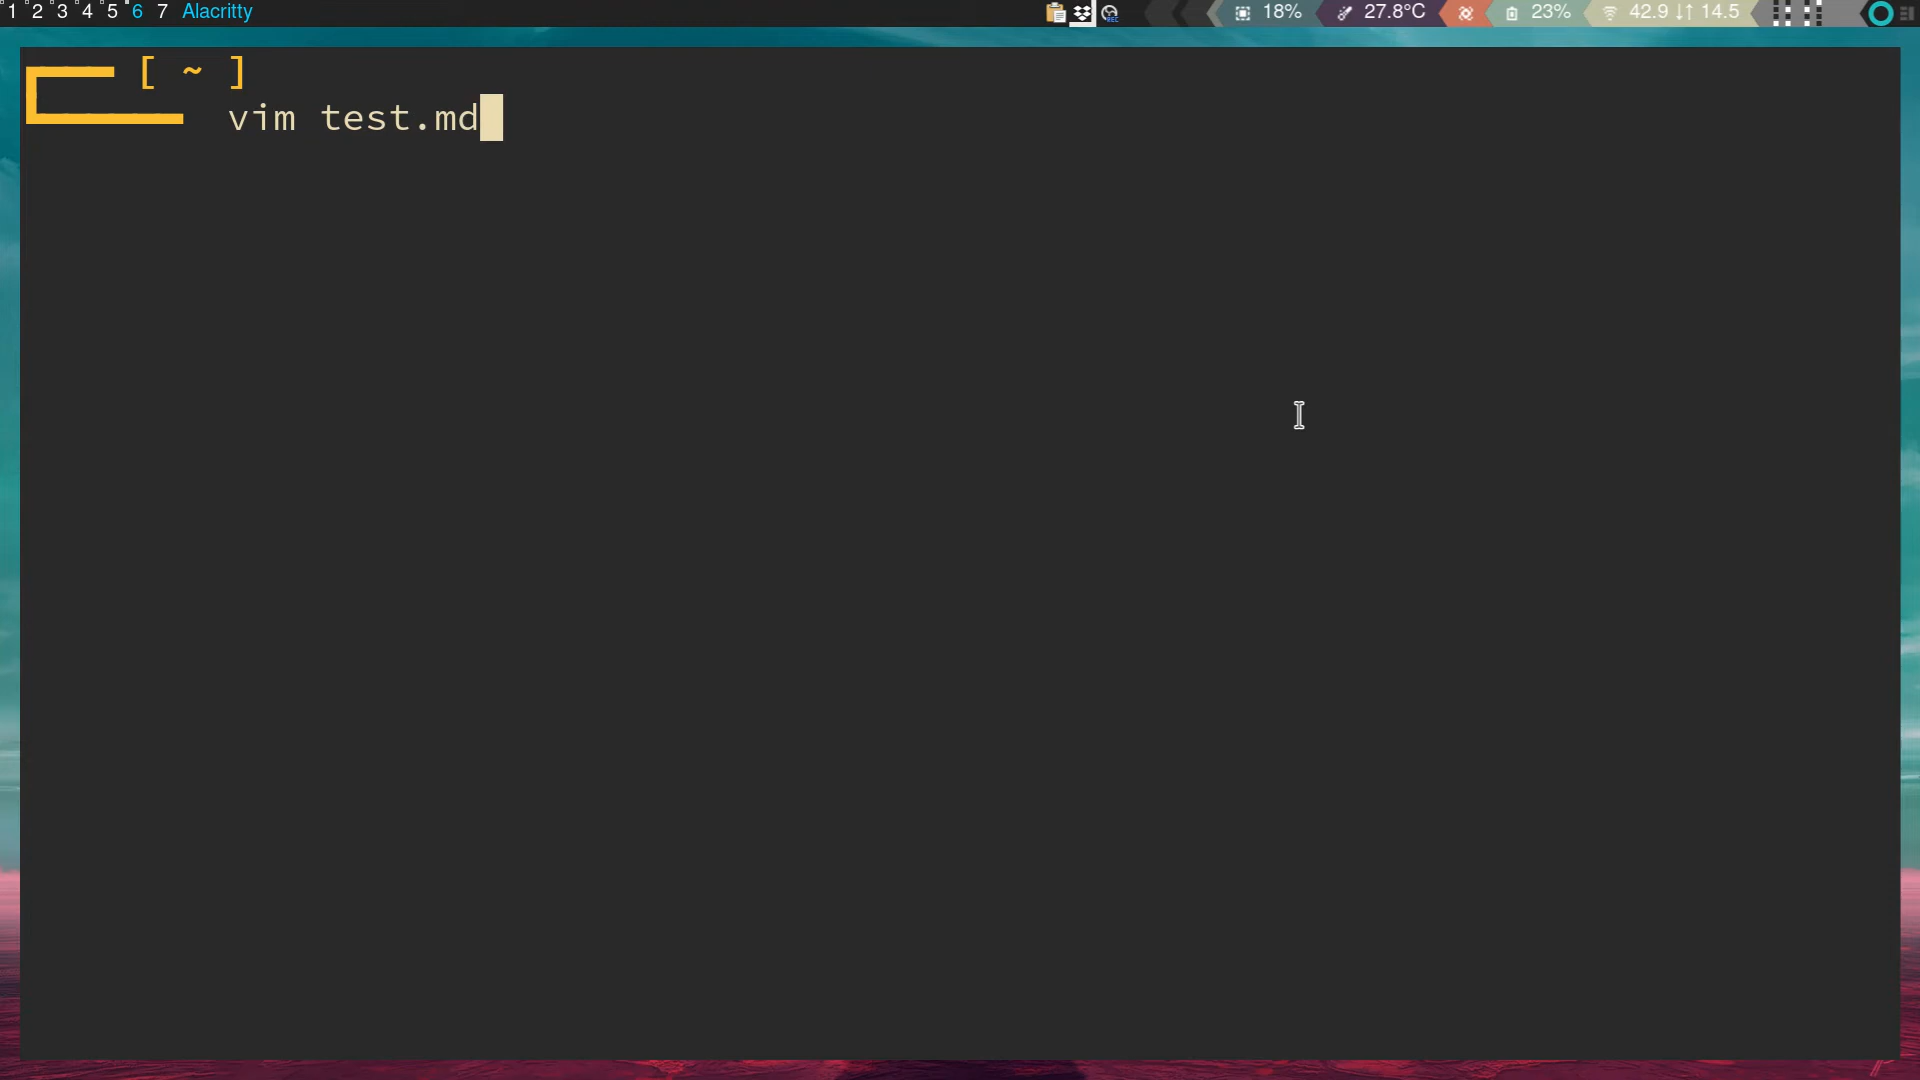 1 2 3 4 5 6 7 Alacritty 18% 27.8°C 23% 42.9 ↓↑ 14.5
[ ~ ]
vim test.md